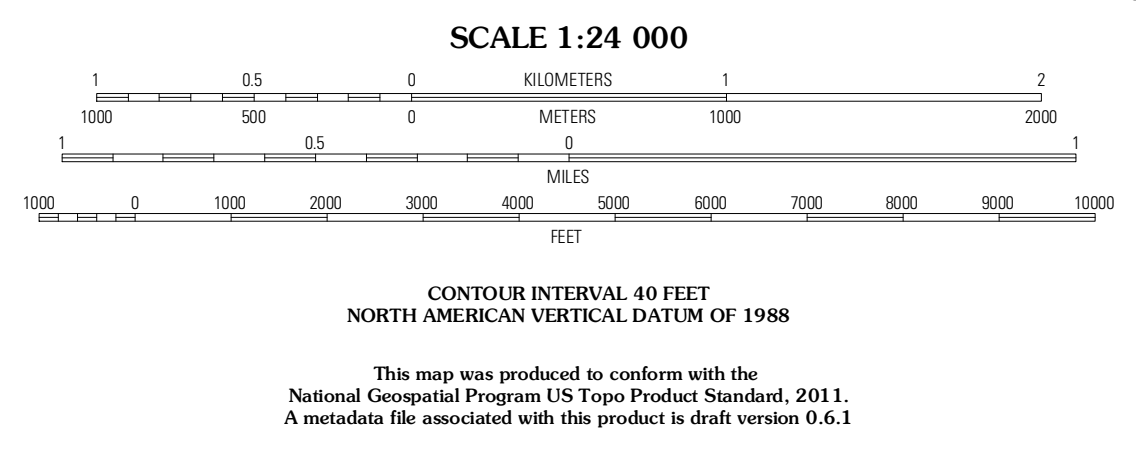 SCALE 1:24 000
1 0.5 0 KILOMETERS 1 2
1000 500 0 METERS 1000 2000
1 0.5 0 1
MILES
1000 0 1000 2000 3000 4000 5000 6000 7000 8000 9000 10000
FEET
CONTOUR INTERVAL 40 FEET
NORTH AMERICAN VERTICAL DATUM OF 1988
This map was produced to conform with the
National Geospatial Program US Topo Product Standard, 2011.
A metadata file associated with this product is draft version 0.6.1